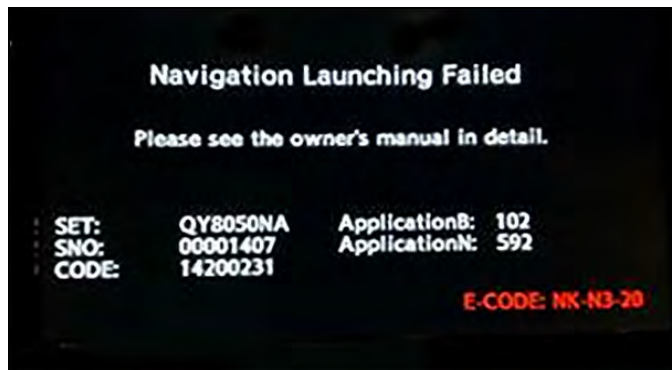 Navigation Launching Failed
Please see the owner's manual in detail.
SET: QY8050NA ApplicationB: 102
SNO: 00001407 ApplicationN: 592
CODE: 14200231
E-CODE: NK-N3-20